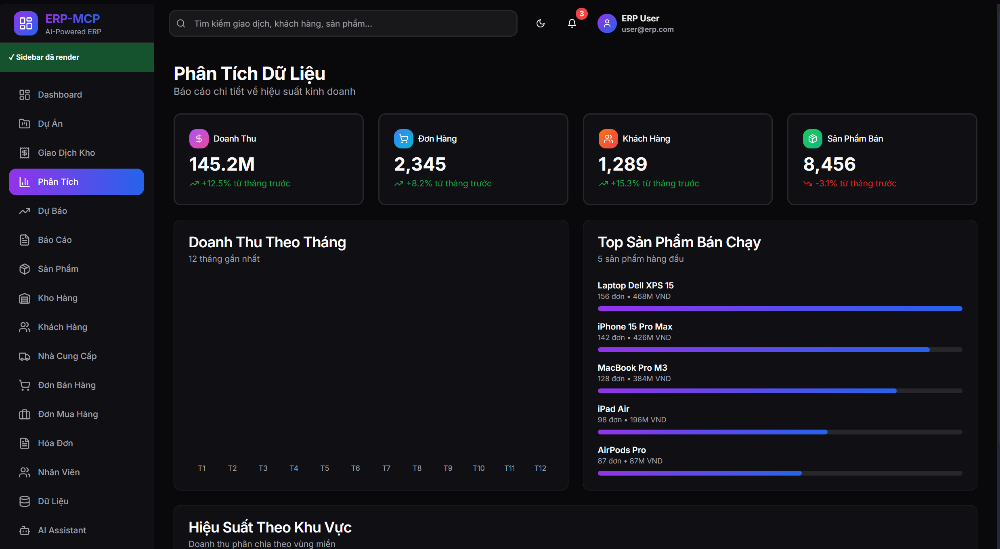 ERP-MCP
AI-Powered ERP
✓ Sidebar đã render
Dashboard
Dự Án
Giao Dịch Kho
Phân Tích
Dự Báo
Báo Cáo
Sản Phẩm
Kho Hàng
Khách Hàng
Nhà Cung Cấp
Đơn Bán Hàng
Đơn Mua Hàng
Hóa Đơn
Nhân Viên
Dữ Liệu
AI Assistant
Tìm kiếm giao dịch, khách hàng, sản phẩm...
3
ERP User
user@erp.com
Phân Tích Dữ Liệu
Báo cáo chi tiết về hiệu suất kinh doanh
Doanh Thu
145.2M
+12.5% từ tháng trước
Đơn Hàng
2,345
+8.2% từ tháng trước
Khách Hàng
1,289
+15.3% từ tháng trước
Sản Phẩm Bán
8,456
-3.1% từ tháng trước
Doanh Thu Theo Tháng
12 tháng gần nhất
T1 T2 T3 T4 T5 T6 T7 T8 T9 T10 T11 T12
Top Sản Phẩm Bán Chạy
5 sản phẩm hàng đầu
Laptop Dell XPS 15
156 đơn • 468M VND
iPhone 15 Pro Max
142 đơn • 426M VND
MacBook Pro M3
128 đơn • 384M VND
iPad Air
98 đơn • 196M VND
AirPods Pro
87 đơn • 87M VND
Hiệu Suất Theo Khu Vực
Doanh thu phân chia theo vùng miền